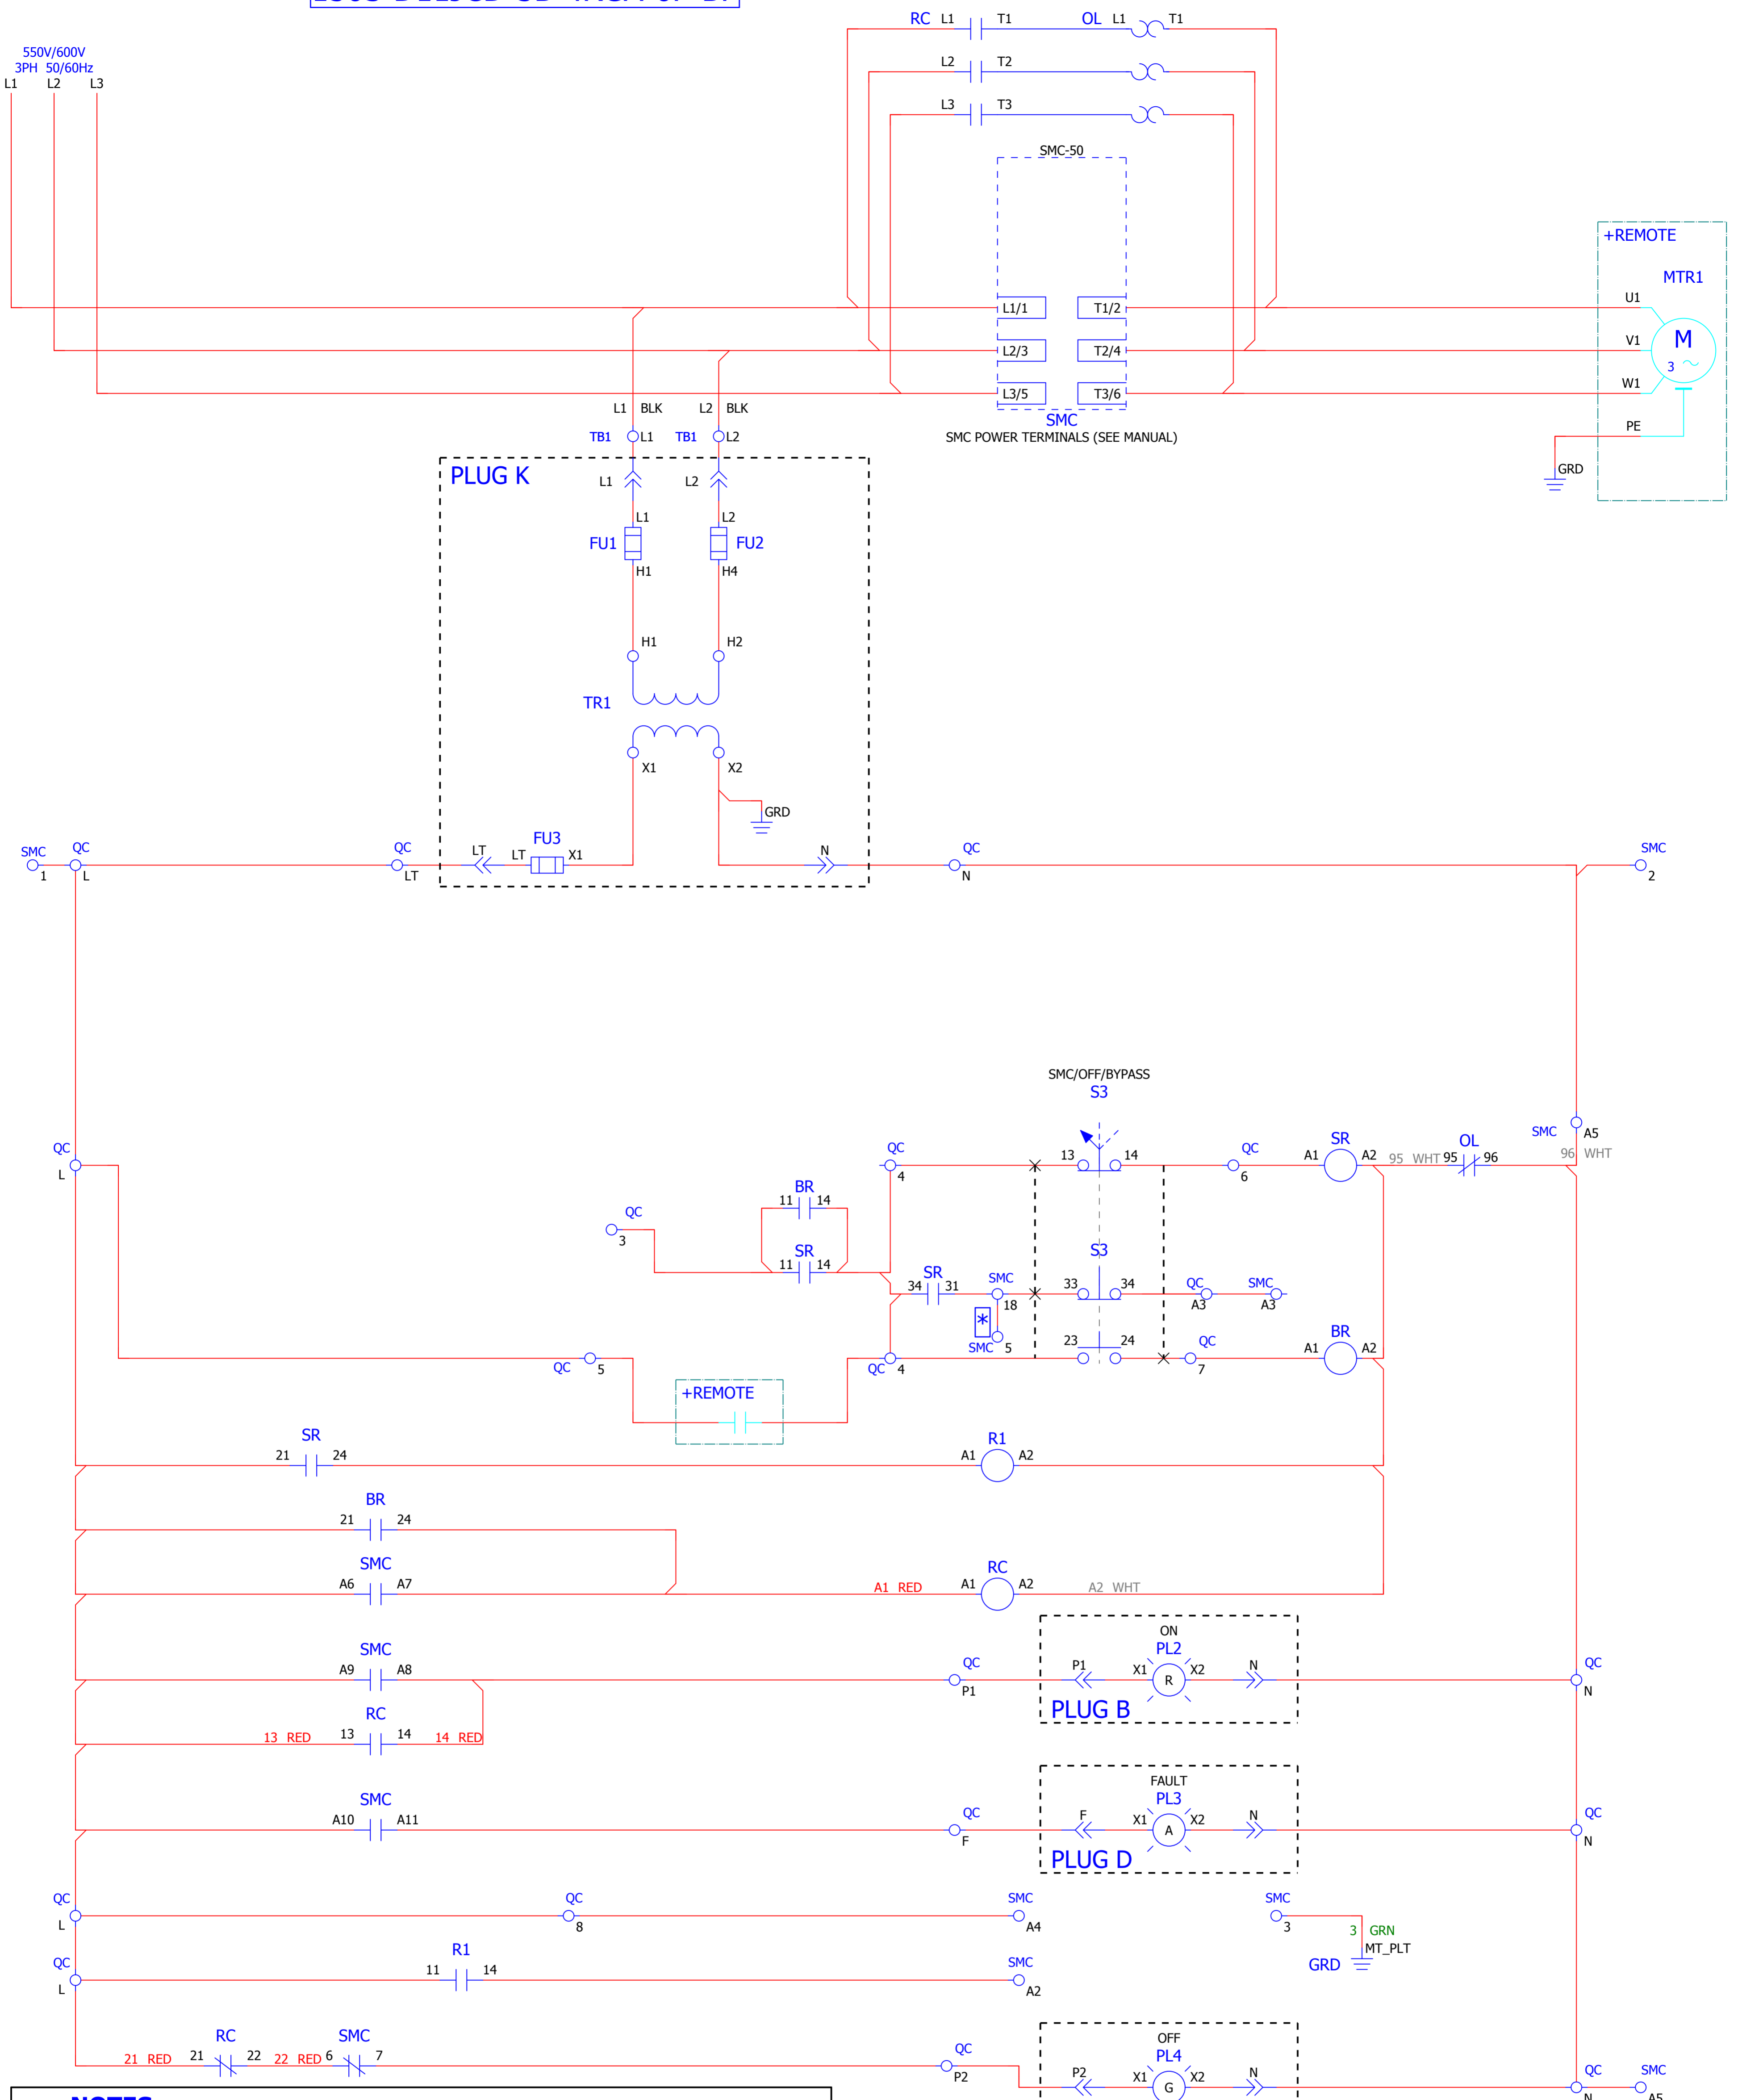 550V/600V
3PH 50/60Hz
L1 L2 L3
RC L1 T1 OL L1 T1
L2 T2
L3 T3
SMC-50
+REMOTE
MTR1
L1/1 T1/2 U1
L2/3 T2/4 V1 M
3
L3/5 T3/6 W1
L1 BLK L2 BLK
SMC
PE
TB1 L1 TB1 L2
SMC POWER TERMINALS (SEE MANUAL)
GRD
PLUG K
L1 L2
L1 L2
FU1 FU2
H1 H4
H1 H2
TR1
X1 X2
GRD
FU3
SMC QC QC LT LT X1 N QC SMC
1 L LT N 2
SMC/OFF/BYPASS
S3
SMC A5
QC QC 13 14 QC SR OL
A1 A2 95 WHT 95 96 96 WHT
L 4 6
BR
11 14
QC
3
SR S3
11 14
SR SMC
34 31 33 34 QC SMC
18 A3 A3
*
SMC 5 23 24 QC BR
A1 A2
QC 5 QC 4 7
+REMOTE
SR R1
21 24 A1 A2
BR
21 24
SMC RC
A6 A7 A1 RED A1 A2 A2 WHT
ON
SMC QC PL2 QC
A9 A8 P1 X1 X2 N
P1 R N
RC PLUG B
13 RED 13 14 14 RED
FAULT
SMC QC PL3 QC
A10 A11 F X1 X2 N
F A N
PLUG D
QC QC SMC SMC
L 8 A4 3
3 GRN
MT_PLT
GRD
QC R1 SMC
11 14
L A2
OFF
RC SMC QC PL4
21 RED 21 22 22 RED 6 7
P2 P2 X1 X2 N QC SMC
G N A5
NOTES